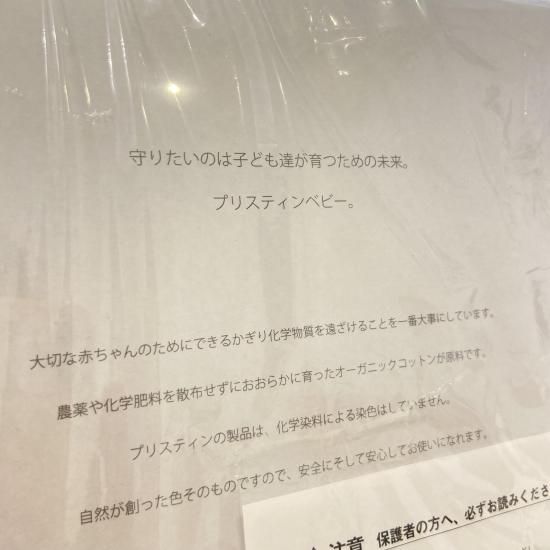 守りたいのは子ども達が育つための未来。
プリスティンベビー。
大切な赤ちゃんのためにできるかぎり化学物質を遠ざけることを一番大事にしています。
農薬や化学肥料を散布せずにおおらかに育ったオーガニックコットンが原料です。
プリスティンの製品は、化学染料による染色はしていません。
自然が創った色そのものですので、安全にそして安心してお使いになれます。
注意 保護者の方へ、必ずお読みくださ